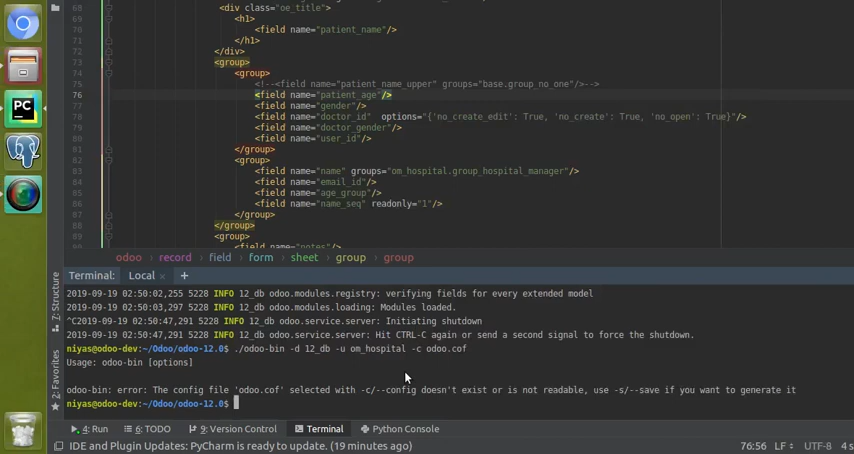 68 <div class="oe_title">
69 <h1>
70 <field name="patient_name"/>
71 </h1>
72 </div>
73 <group>
74 <group>
75 <!--<field name="patient_name_upper" groups="base.group_no_one"/>-->
76 <field name="patient_age"/>
77 <field name="gender"/>
78 <field name="doctor_id" options="{'no_create_edit': True, 'no_create': True, 'no_open': True}"/>
79 <field name="doctor_gender"/>
80 <field name="user_id"/>
81 </group>
82 <group>
83 <field name="name" groups="om_hospital.group_hospital_manager"/>
84 <field name="email_id"/>
85 <field name="age_group"/>
86 <field name="name_seq" readonly="1"/>
87 </group>
88 </group>
89 <group>
90 <field name="notes"/>
odoo › record › field › form › sheet › group › group
Terminal: Local × +
2019-09-19 02:50:02,255 5228 INFO 12_db odoo.modules.registry: verifying fields for every extended model
2019-09-19 02:50:03,297 5228 INFO 12_db odoo.modules.loading: Modules loaded.
^C2019-09-19 02:50:47,291 5228 INFO 12_db odoo.service.server: Initiating shutdown
2019-09-19 02:50:47,291 5228 INFO 12_db odoo.service.server: Hit CTRL-C again or send a second signal to force the shutdown.
niyas@odoo-dev:~/Odoo/odoo-12.0$ ./odoo-bin -d 12_db -u om_hospital -c odoo.cof
Usage: odoo-bin [options]
odoo-bin: error: The config file 'odoo.cof' selected with -c/--config doesn't exist or is not readable, use -s/--save if you want to generate it
niyas@odoo-dev:~/Odoo/odoo-12.0$
7: Structure
2: Favorites
PC
4: Run 6: TODO 9: Version Control Terminal Python Console
IDE and Plugin Updates: PyCharm is ready to update. (19 minutes ago) 76:56 LF UTF-8 4s